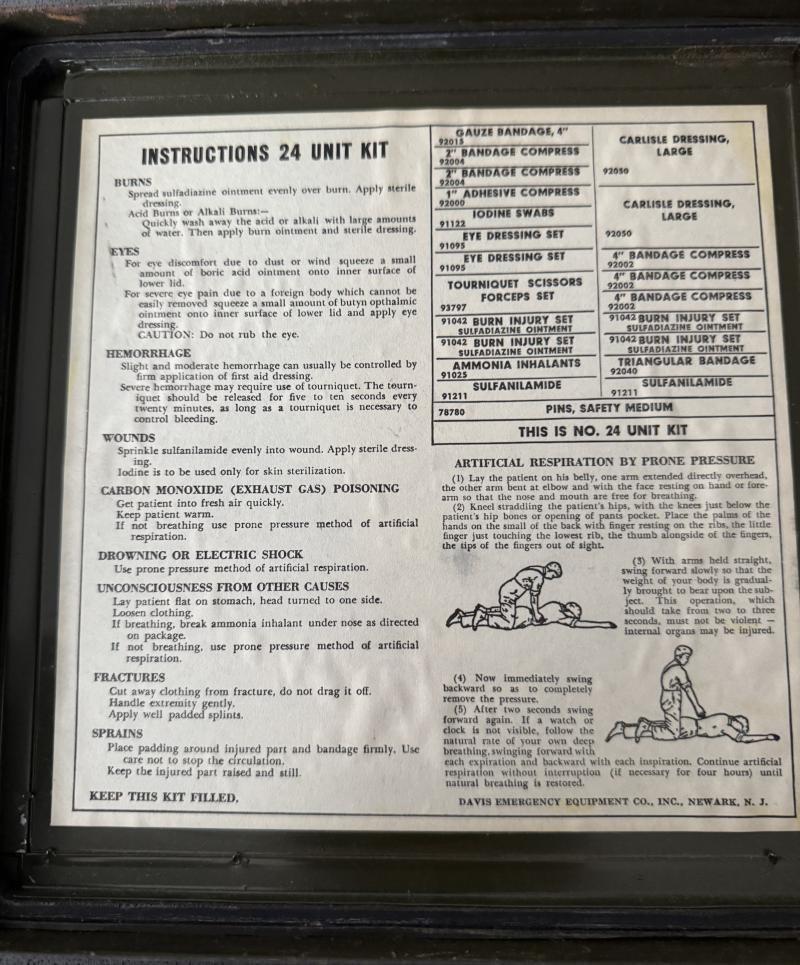 INSTRUCTIONS 24 UNIT KIT
BURNS
Spread sulfadiazine ointment evenly over burn. Apply sterile
dressing.
Acid Burns or Alkali Burns:—
Quickly wash away the acid or alkali with large amounts
of water. Then apply burn ointment and sterile dressing.
EYES
For eye discomfort due to dust or wind squeeze a small
amount of boric acid ointment onto inner surface of
lower lid.
For severe eye pain due to a foreign body which cannot be
easily removed squeeze a small amount of butyn opthalmic
ointment onto inner surface of lower lid and apply eye
dressing.
CAUTION: Do not rub the eye.
HEMORRHAGE
Slight and moderate hemorrhage can usually be controlled by
firm application of first aid dressing.
Severe hemorrhage may require use of tourniquet. The tourn-
iquet should be released for five to ten seconds every
twenty minutes, as long as a tourniquet is necessary to
control bleeding.
WOUNDS
Sprinkle sulfanilamide evenly into wound. Apply sterile dress-
ing.
Iodine is to be used only for skin sterilization.
CARBON MONOXIDE (EXHAUST GAS) POISONING
Get patient into fresh air quickly.
Keep patient warm.
If not breathing use prone pressure method of artificial
respiration.
DROWNING OR ELECTRIC SHOCK
Use prone pressure method of artificial respiration.
UNCONSCIOUSNESS FROM OTHER CAUSES
Lay patient flat on stomach, head turned to one side.
Loosen clothing.
If breathing, break ammonia inhalant under nose as directed
on package.
If not breathing, use prone pressure method of artificial
respiration.
FRACTURES
Cut away clothing from fracture, do not drag it off.
Handle extremity gently.
Apply well padded splints.
SPRAINS
Place padding around injured part and bandage firmly. Use
care not to stop the circulation.
Keep the injured part raised and still.
KEEP THIS KIT FILLED.
GAUZE BANDAGE, 4"
92015
2" BANDAGE COMPRESS
92004
2" BANDAGE COMPRESS
92004
1" ADHESIVE COMPRESS
92000
IODINE SWABS
91122
EYE DRESSING SET
91095
EYE DRESSING SET
91095
TOURNIQUET SCISSORS
FORCEPS SET
93797
91042 BURN INJURY SET
SULFADIAZINE OINTMENT
91042 BURN INJURY SET
SULFADIAZINE OINTMENT
AMMONIA INHALANTS
91025
SULFANILAMIDE
91211
CARLISLE DRESSING,
LARGE
92050
CARLISLE DRESSING,
LARGE
92050
4" BANDAGE COMPRESS
92002
4" BANDAGE COMPRESS
92002
4" BANDAGE COMPRESS
92002
91042 BURN INJURY SET
SULFADIAZINE OINTMENT
91042 BURN INJURY SET
SULFADIAZINE OINTMENT
TRIANGULAR BANDAGE
92040
SULFANILAMIDE
91211
78780 PINS, SAFETY MEDIUM
THIS IS NO. 24 UNIT KIT
ARTIFICIAL RESPIRATION BY PRONE PRESSURE
(1) Lay the patient on his belly, one arm extended directly overhead,
the other arm bent at elbow and with the face resting on hand or fore-
arm so that the nose and mouth are free for breathing.
(2) Kneel straddling the patient's hips, with the knees just below the
patient's hip bones or opening of pants pocket. Place the palms of the
hands on the small of the back with finger resting on the ribs, the little
finger just touching the lowest rib, the thumb alongside of the fingers,
the tips of the fingers out of sight.
(3) With arms held straight,
swing forward slowly so that the
weight of your body is gradual-
ly brought to bear upon the sub-
ject. This operation, which
should take from two to three
seconds, must not be violent —
internal organs may be injured.
(4) Now immediately swing
backward so as to completely
remove the pressure.
(5) After two seconds swing
forward again. If a watch or
clock is not visible, follow the
natural rate of your own deep
breathing, swinging forward with
each expiration and backward with each inspiration. Continue artificial
respiration without interruption (if necessary for four hours) until
natural breathing is restored.
DAVIS EMERGENCY EQUIPMENT CO., INC., NEWARK, N. J.